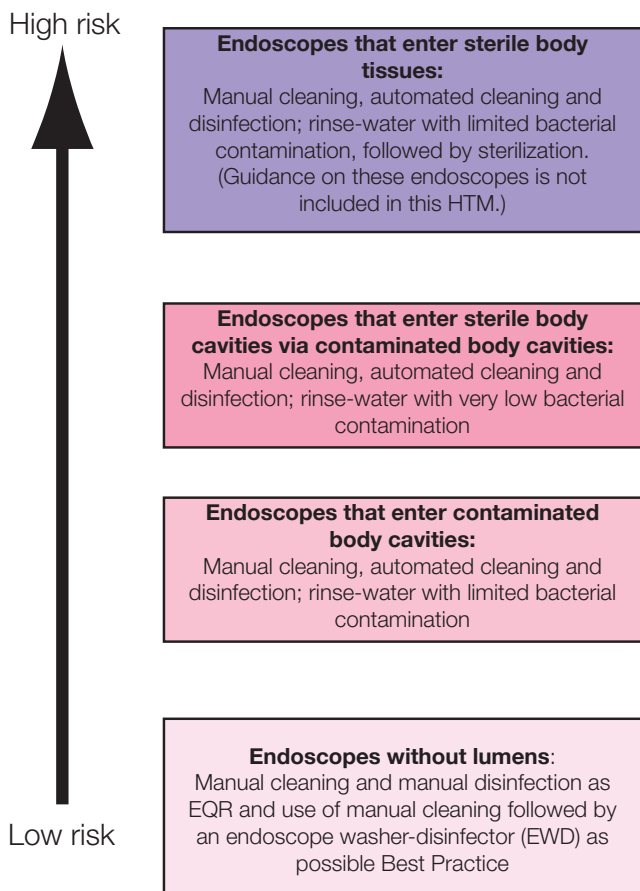 High risk
Endoscopes that enter sterile body
tissues:
Manual cleaning, automated cleaning and
disinfection; rinse-water with limited bacterial
contamination, followed by sterilization.
(Guidance on these endoscopes is not
included in this HTM.)
Endoscopes that enter sterile body
cavities via contaminated body cavities:
Manual cleaning, automated cleaning and
disinfection; rinse-water with very low bacterial
contamination
Endoscopes that enter contaminated
body cavities:
Manual cleaning, automated cleaning and
disinfection; rinse-water with limited bacterial
contamination
Endoscopes without lumens:
Manual cleaning and manual disinfection as
EQR and use of manual cleaning followed by
an endoscope washer-disinfector (EWD) as
possible Best Practice
Low risk